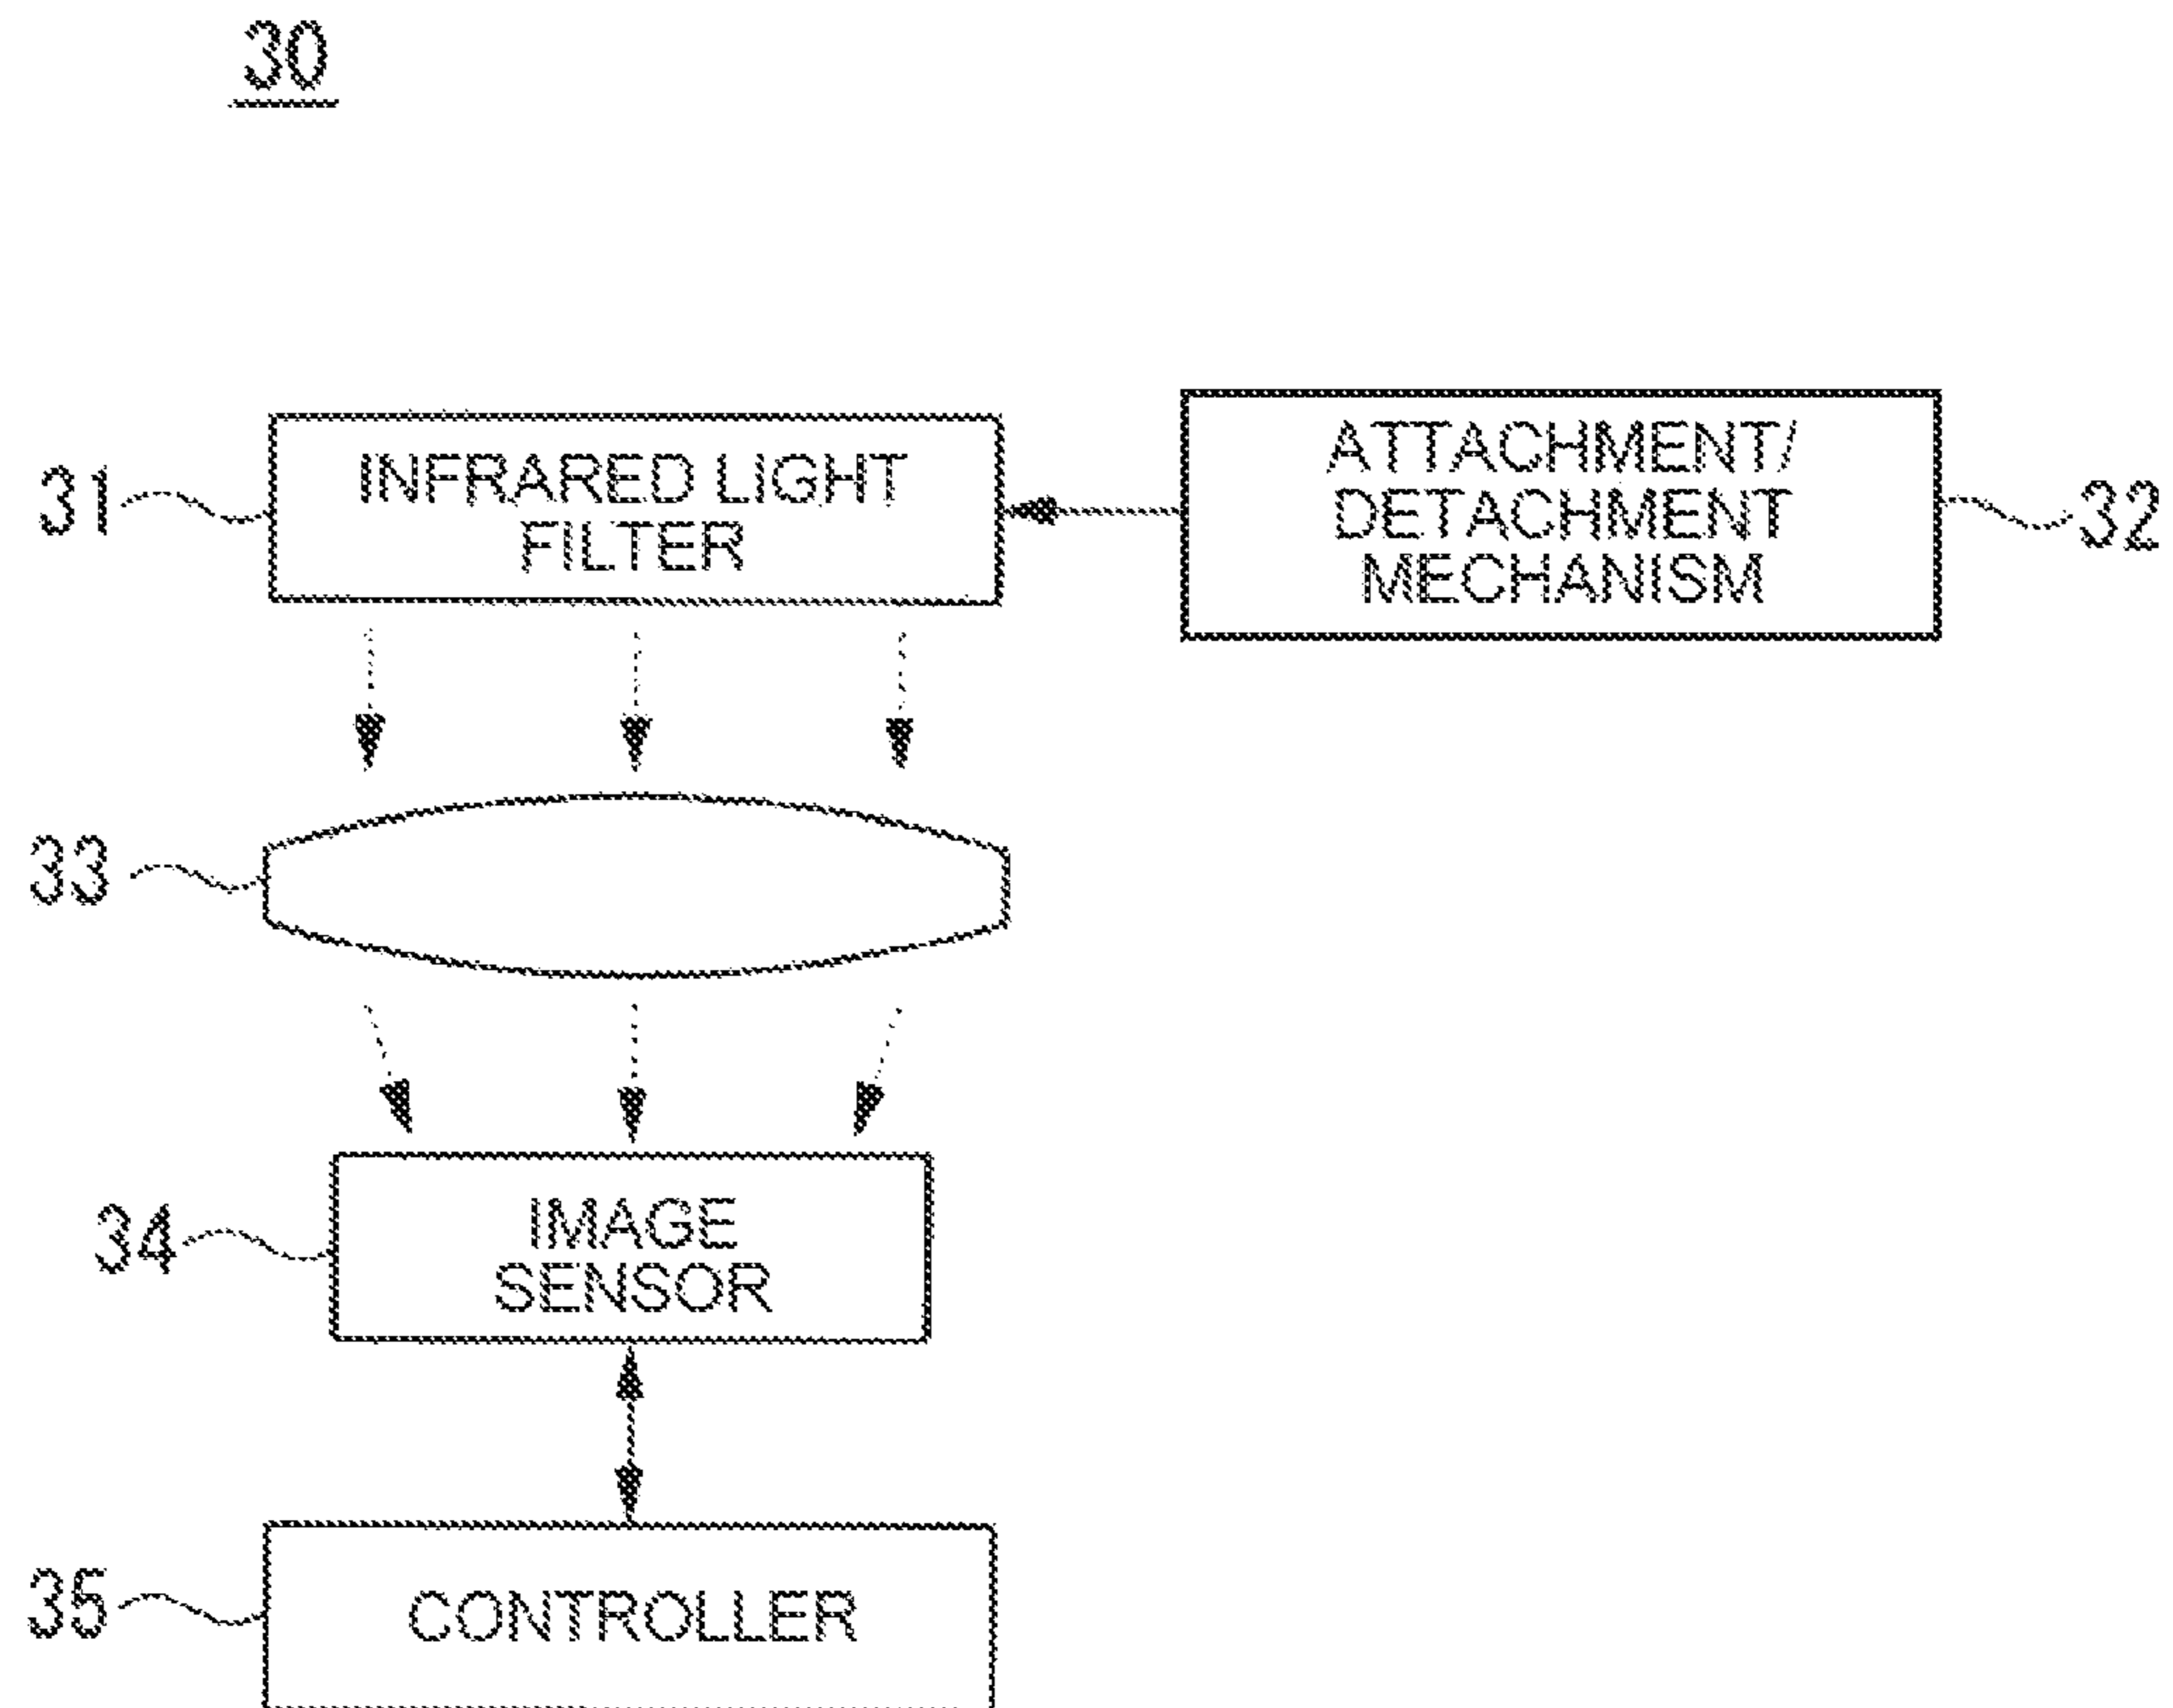 30
31
INFRARED LIGHT
FILTER
ATTACHMENT/
DETACHMENT
MECHANISM
32
33
34
IMAGE
SENSOR
35
CONTROLLER